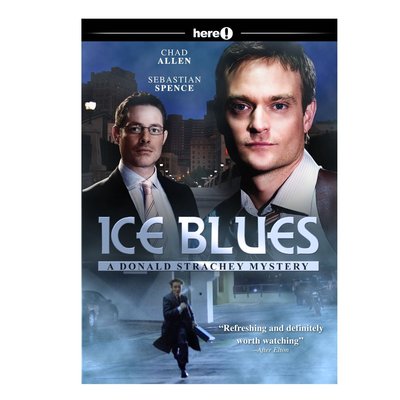 here!
CHAD
ALLEN
SEBASTIAN
SPENCE
ICE BLUES
A DONALD STRACHEY MYSTERY
“Refreshing and definitely
worth watching”
–After Elton